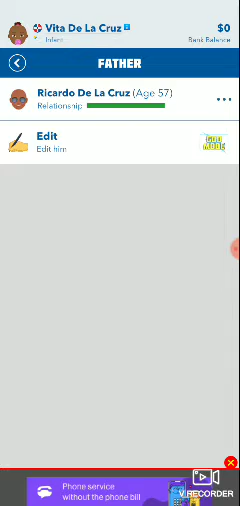 Vita De La Cruz
$0
Infant
Bank Balance
FATHER
Ricardo De La Cruz (Age 57)
Relationship
Edit
Edit him
GOD
MODE
Phone service
without the phone bill
V RECORDER